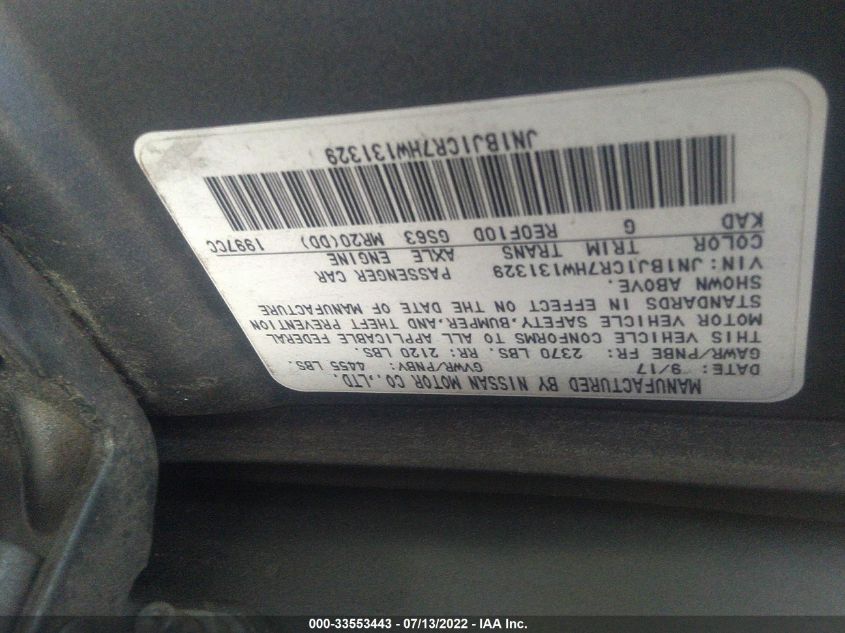 MANUFACTURED BY NISSAN MOTOR CO.,LTD.
DATE: 9/17 GVWR/PNBV: 4455 LBS.
GAWR/PNBE FR: 2370 LBS. RR: 2120 LBS.
THIS VEHICLE CONFORMS TO ALL APPLICABLE FEDERAL
MOTOR VEHICLE SAFETY,BUMPER,AND THEFT PREVENTION
STANDARDS IN EFFECT ON THE DATE OF MANUFACTURE
SHOWN ABOVE.
VIN:JN1BJ1CR7HW131329 PASSENGER CAR
COLOR TRIM TRANS AXLE ENGINE
KAD G RE0F10D GS63 MR20(DD) 1997CC
JN1BJ1CR7HW131329
000-33553443 - 07/13/2022 - IAA Inc.